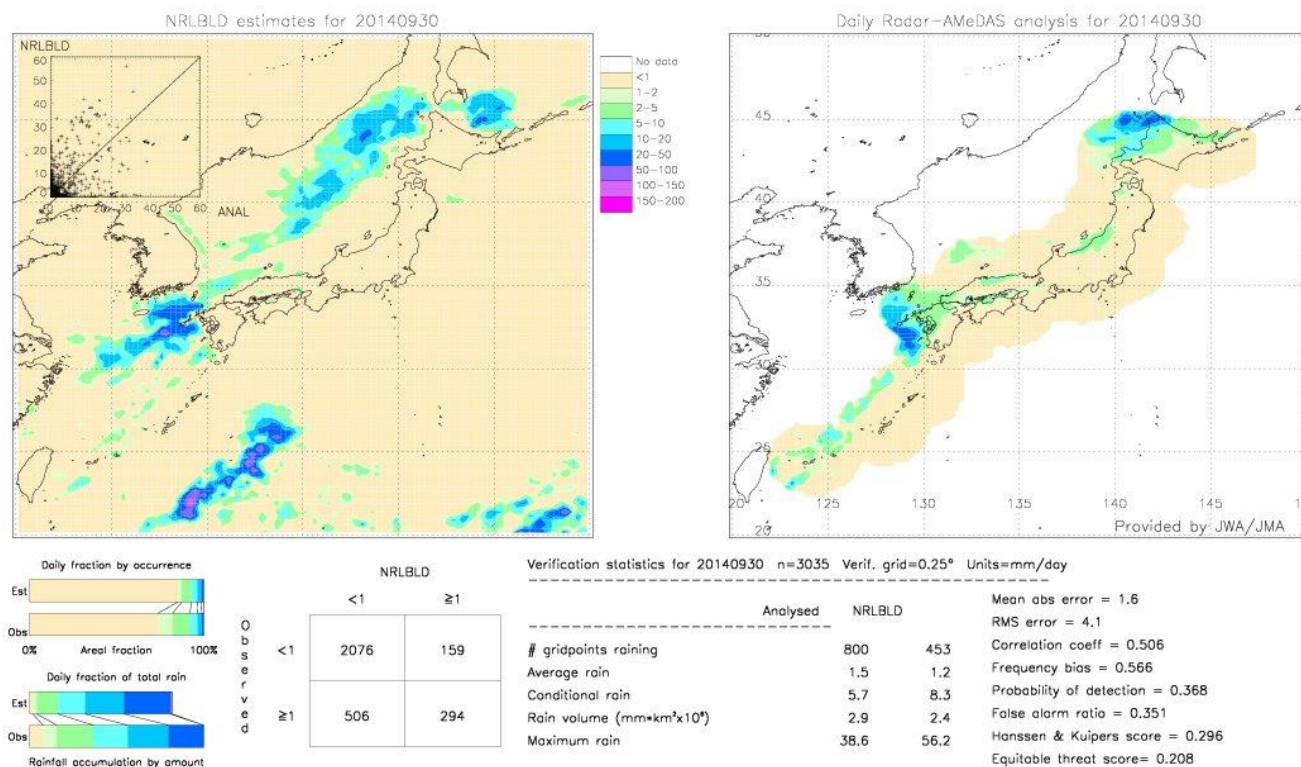 NRLBLD estimates for 20140930
NRLBLD
60
50
40
30
20
10
0
0 10 20 30 40 50 60
ANAL
No data
<1
1-2
2-5
5-10
10-20
20-50
50-100
100-150
150-200
Daily Radar-AMeDAS analysis for 20140930
45
40
35
30
25
20
125 130 135 140 145
Provided by JWA/JMA
Daily fraction by occurrence
Est
Obs
0% Areal fraction 100%
Daily fraction of total rain
Est
Obs
Rainfall accumulation by amount
NRLBLD
<1 ≥1
Observed
<1 2076 159
≥1 506 294
Verification statistics for 20140930 n=3035 Verif. grid=0.25° Units=mm/day
Analysed NRLBLD
# gridpoints raining 800 453
Average rain 1.5 1.2
Conditional rain 5.7 8.3
Rain volume (mm*km²x10⁶) 2.9 2.4
Maximum rain 38.6 56.2
Mean abs error = 1.6
RMS error = 4.1
Correlation coeff = 0.506
Frequency bias = 0.566
Probability of detection = 0.368
False alarm ratio = 0.351
Hanssen & Kuipers score = 0.296
Equitable threat score= 0.208